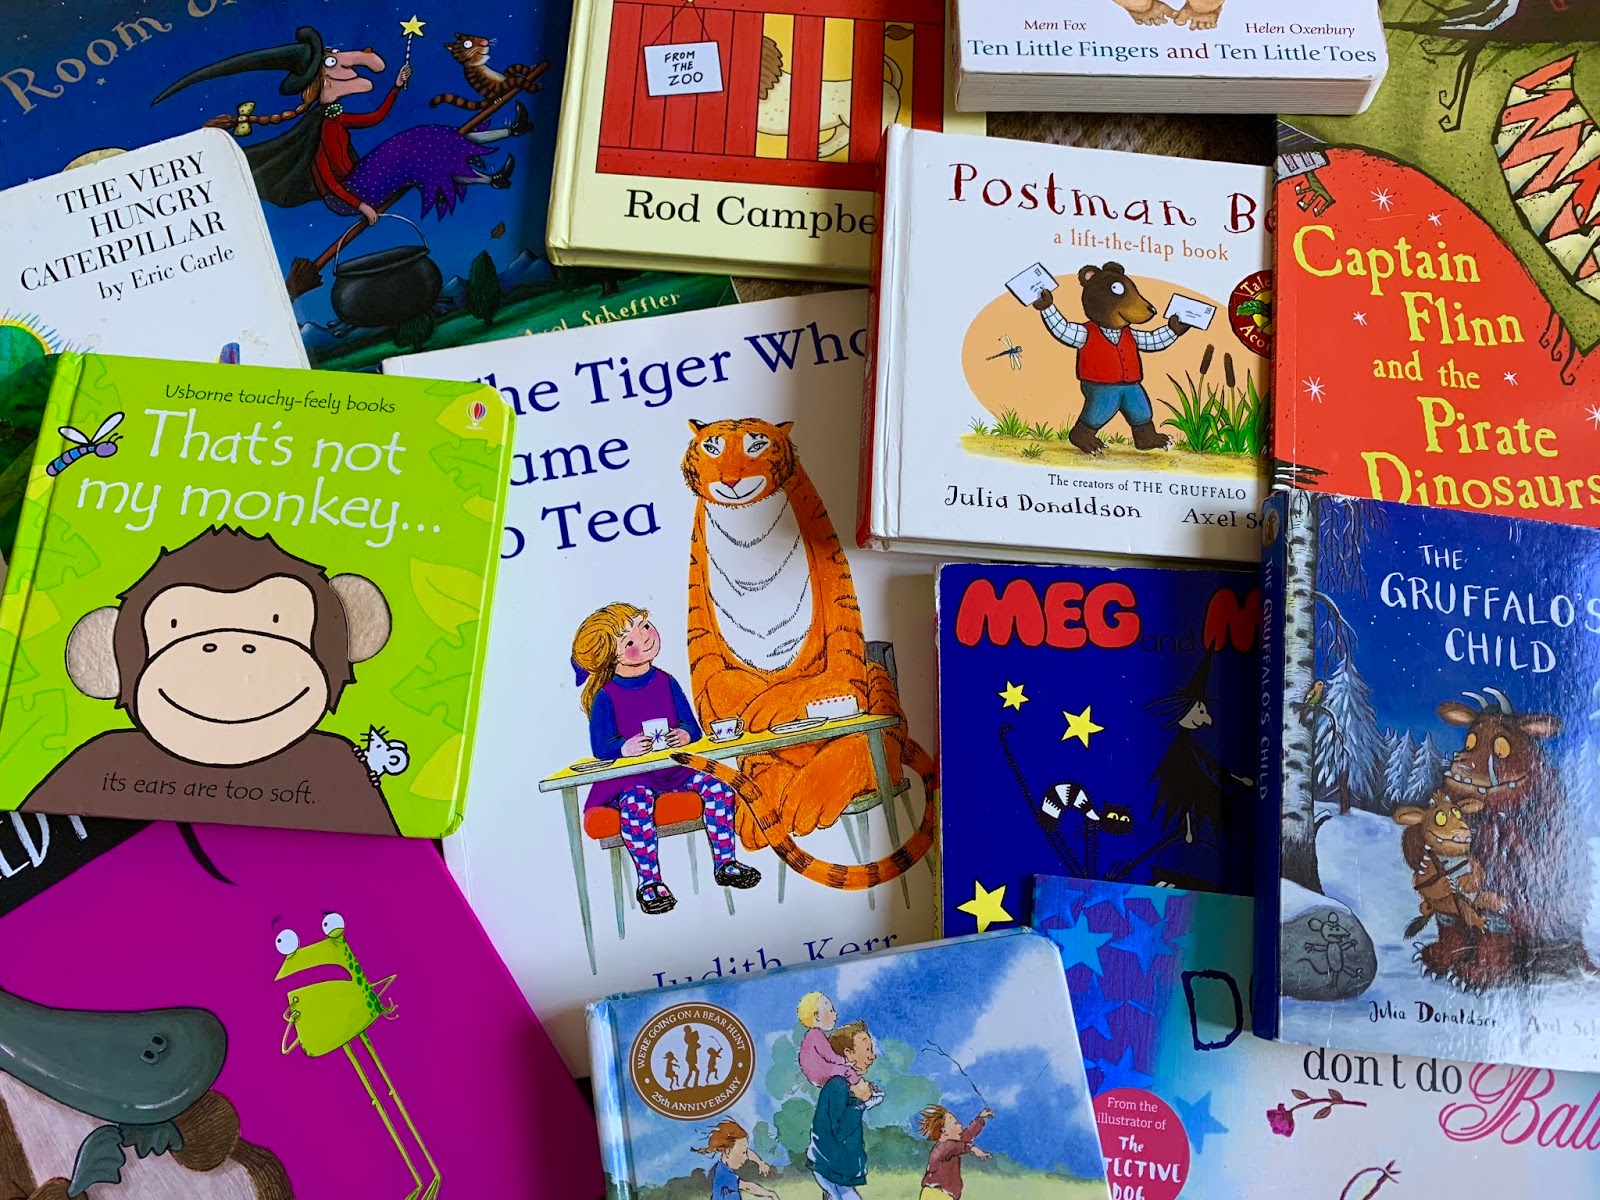 ROOM O
Mem Fox
Helen Oxenbury
TEN LITTLE FINGERS AND TEN LITTLE TOES
FROM
THE
ZOO
Rod Campbe
Axel Scheffler
THE VERY
HUNGRY
CATERPILLAR
by Eric Carle
Postman Be
a lift-the-flap book
The creators of THE GRUFFALO
Julia Donaldson
Axel S
Captain
Flinn
and the
Pirate
Dinosaurs
Usborne touchy-feely books
That's not
my monkey...
its ears are too soft.
he Tiger Who
ame
o Tea
Judith Kerr
MEG and M
THE GRUFFALO'S CHILD
THE
GRUFFALO'S
CHILD
Julia Donaldson Axel Sch
WE'RE GOING ON A BEAR HUNT
25th ANNIVERSARY
D
don't do
Ball
From the
illustrator of
THE
TECTIVE
DOG